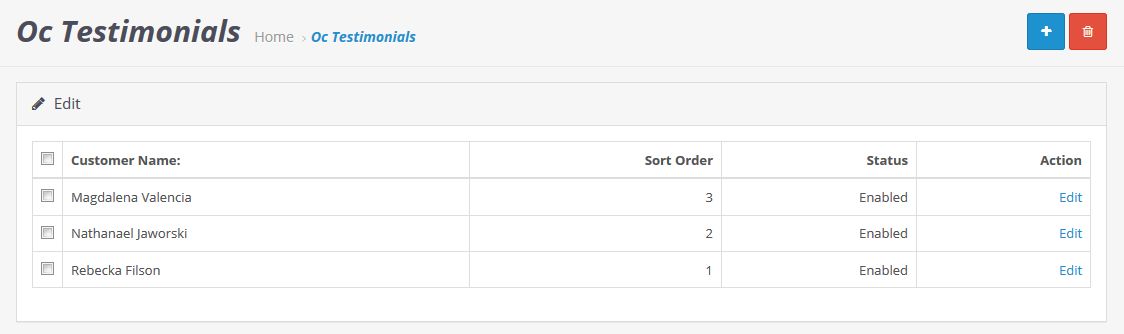 Oc Testimonials Home › Oc Testimonials
Edit
Customer Name: Sort Order Status Action
Magdalena Valencia 3 Enabled Edit
Nathanael Jaworski 2 Enabled Edit
Rebecka Filson 1 Enabled Edit